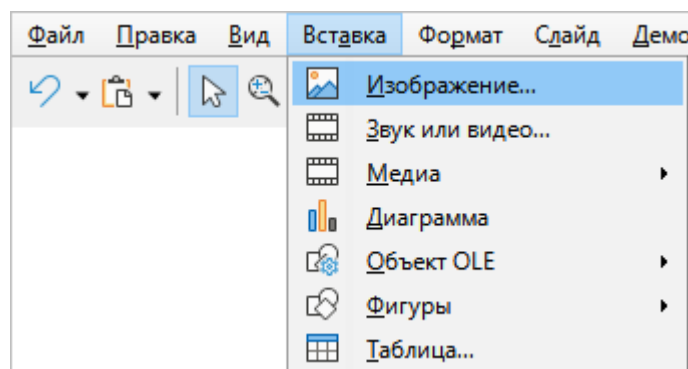 Файл Правка Вид Вставка Формат Слайд Демо
Изображение...
Звук или видео...
Медиа
Диаграмма
Объект OLE
Фигуры
Таблица...